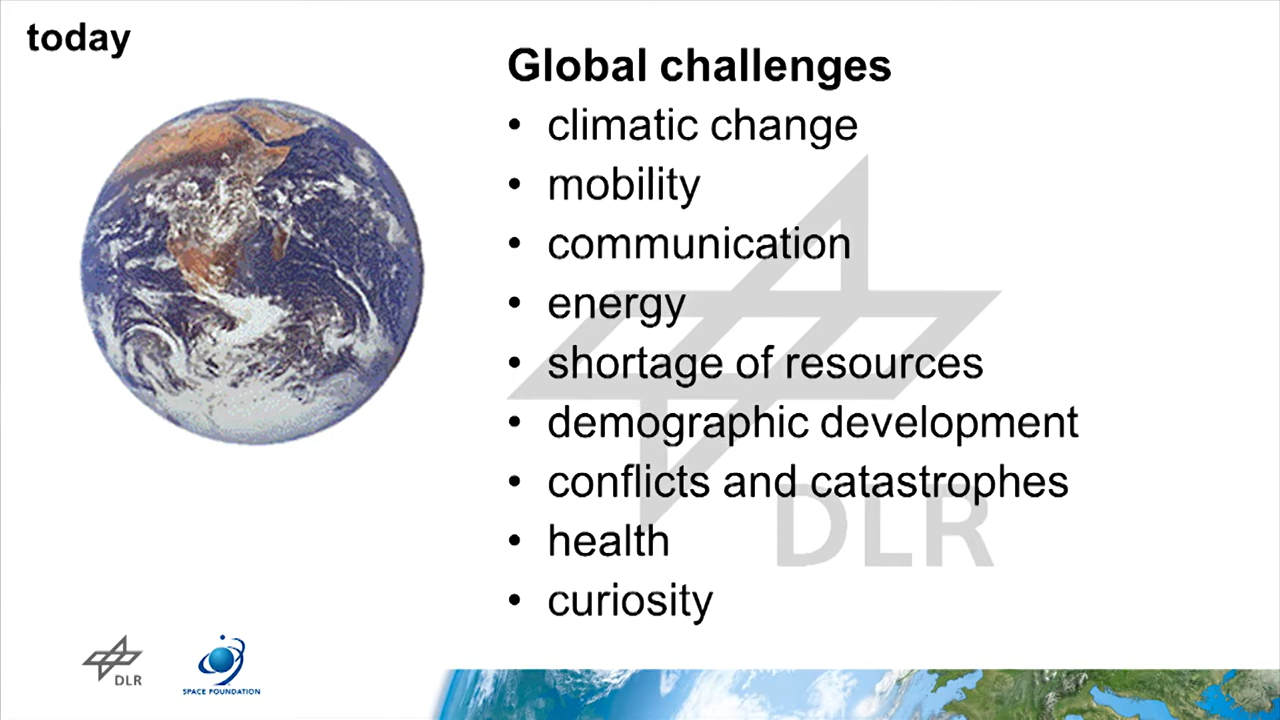 today
Global challenges
• climatic change
• mobility
• communication
• energy
• shortage of resources
• demographic development
• conflicts and catastrophes
• health
• curiosity
DLR
DLR
SPACE FOUNDATION